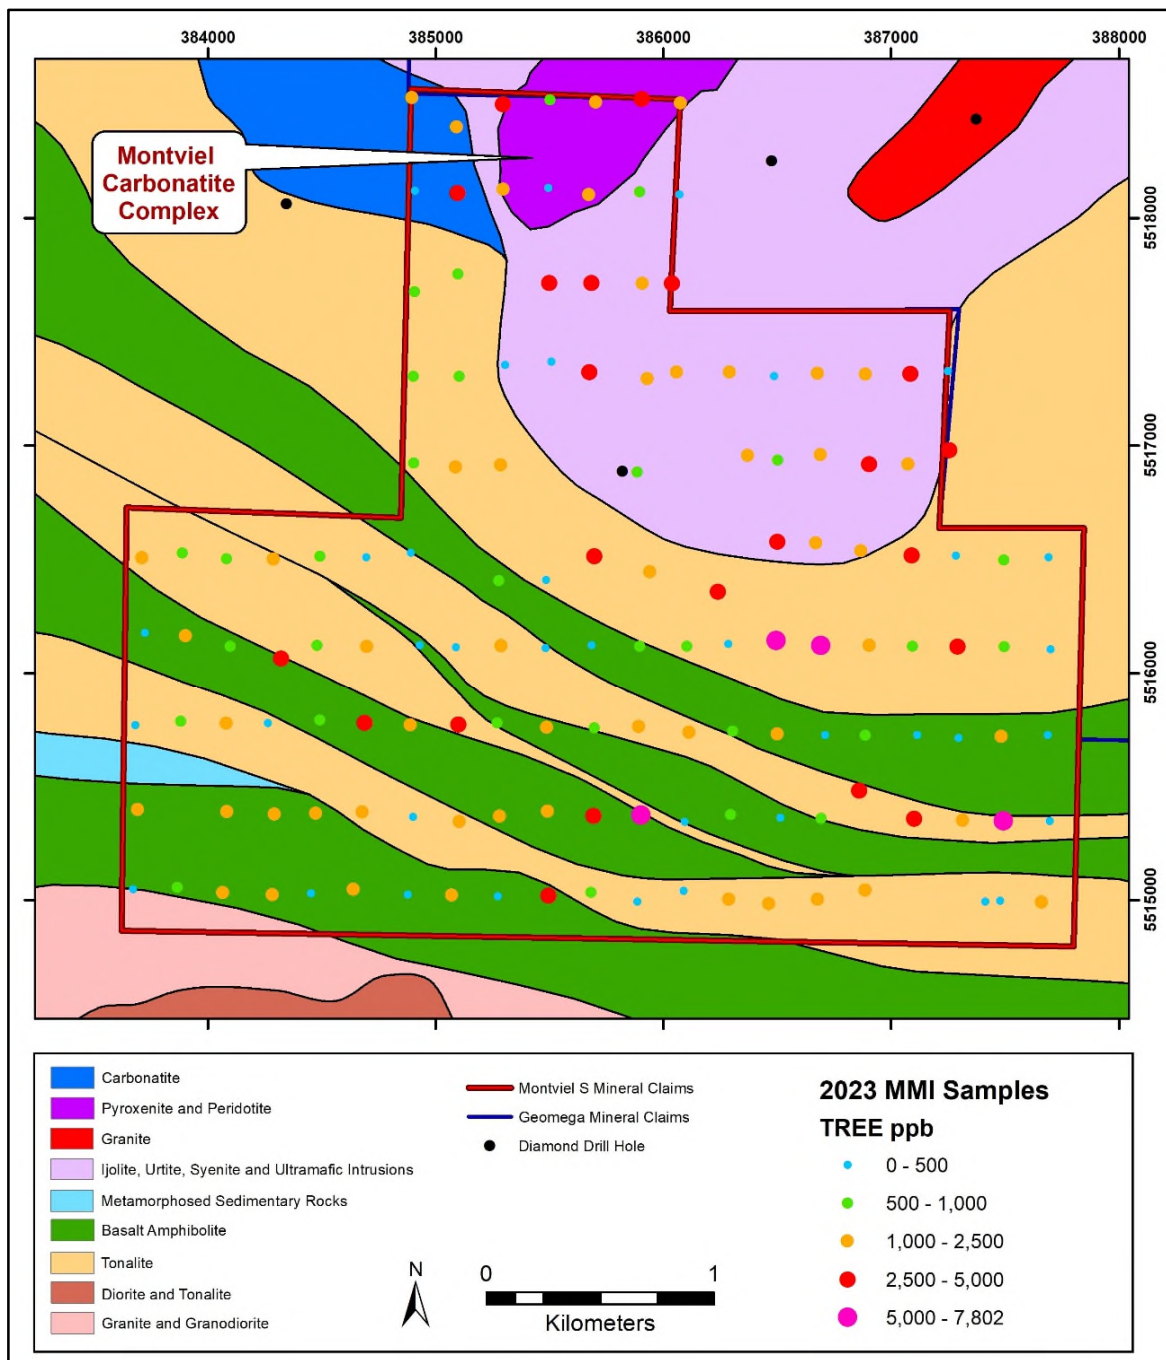 384000
385000
386000
387000
388000
Montviel
Carbonatite
Complex
5518000
5517000
5516000
5515000
Carbonatite
Pyroxenite and Peridotite
Granite
Ijolite, Urtite, Syenite and Ultramafic Intrusions
Metamorphosed Sedimentary Rocks
Basalt Amphibolite
Tonalite
Diorite and Tonalite
Granite and Granodiorite
Montviel S Mineral Claims
Geomega Mineral Claims
Diamond Drill Hole
N
0 1
Kilometers
2023 MMI Samples
TREE ppb
0 - 500
500 - 1,000
1,000 - 2,500
2,500 - 5,000
5,000 - 7,802